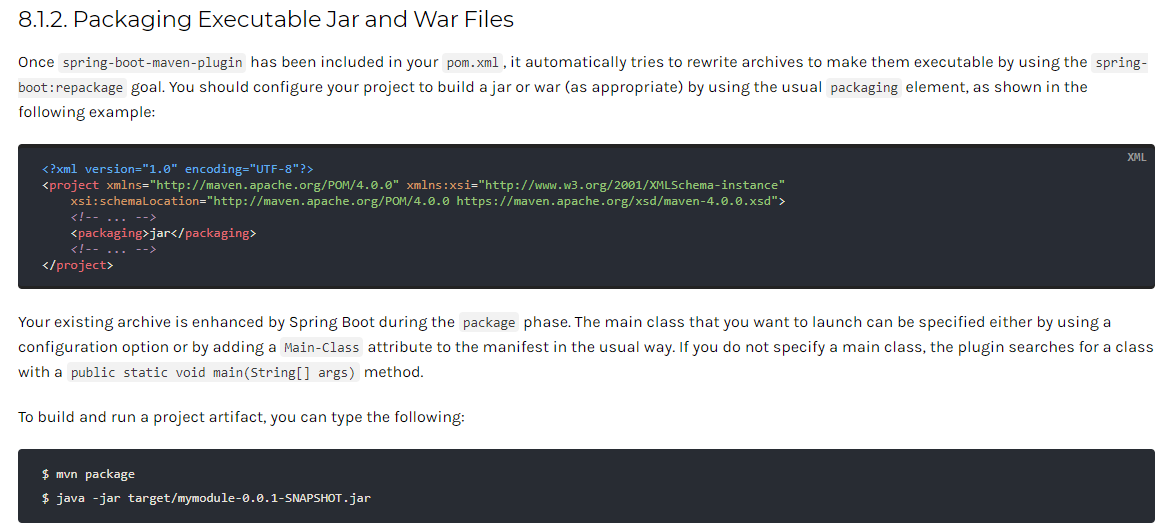 8.1.2. Packaging Executable Jar and War Files
Once spring-boot-maven-plugin has been included in your pom.xml, it automatically tries to rewrite archives to make them executable by using the spring-
boot:repackage goal. You should configure your project to build a jar or war (as appropriate) by using the usual packaging element, as shown in the
following example:
XML
<?xml version="1.0" encoding="UTF-8"?>
<project xmlns="http://maven.apache.org/POM/4.0.0" xmlns:xsi="http://www.w3.org/2001/XMLSchema-instance"
    xsi:schemaLocation="http://maven.apache.org/POM/4.0.0 https://maven.apache.org/xsd/maven-4.0.0.xsd">
    <!-- ... -->
    <packaging>jar</packaging>
    <!-- ... -->
</project>
Your existing archive is enhanced by Spring Boot during the package phase. The main class that you want to launch can be specified either by using a
configuration option or by adding a Main-Class attribute to the manifest in the usual way. If you do not specify a main class, the plugin searches for a class
with a public static void main(String[] args) method.
To build and run a project artifact, you can type the following:
$ mvn package
$ java -jar target/mymodule-0.0.1-SNAPSHOT.jar